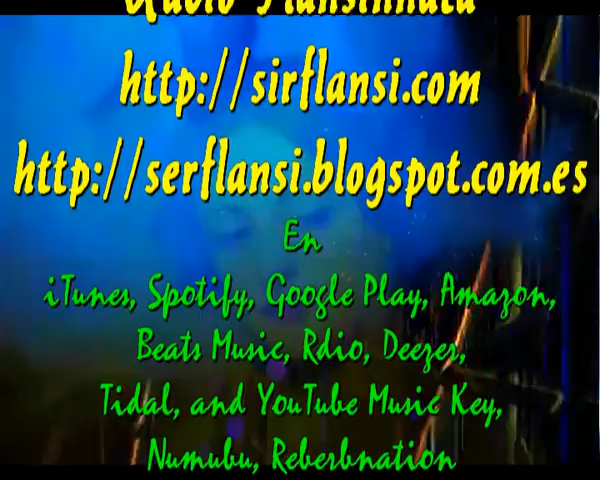 http://sirflansi.com
http://serflansi.blogspot.com.es
En
iTunes, Spotify, Google Play, Amazon,
Beats Music, Rdio, Deezer,
Tidal, and YouTube Music Key,
Numubu, Reberbnation